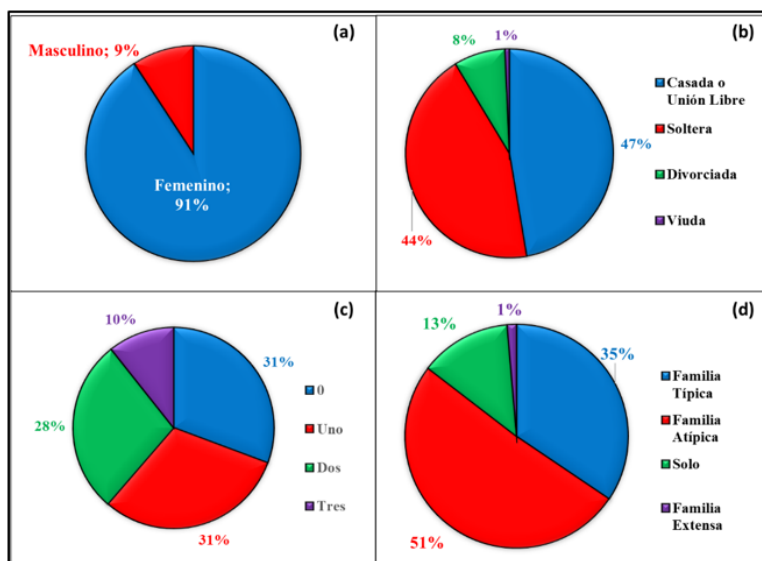 (a)
Masculino; 9%
Femenino;
91%
(b)
8%
1%
47%
44%
Casada o
Unión Libre
Soltera
Divorciada
Viuda
(c)
10%
31%
28%
31%
0
Uno
Dos
Tres
(d)
1%
13%
35%
51%
Familia
Típica
Familia
Atípica
Solo
Familia
Extensa